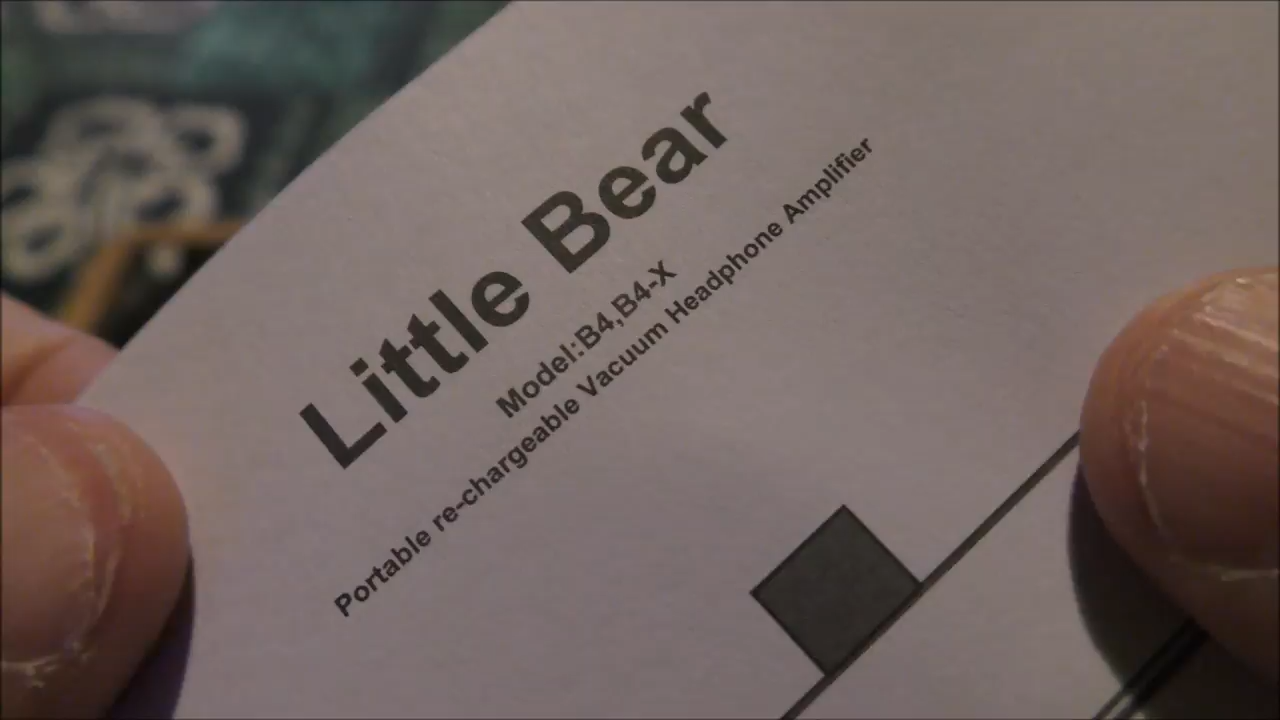 Little Bear
Model:B4,B4-X
Portable re-chargeable Vacuum Headphone Amplifier